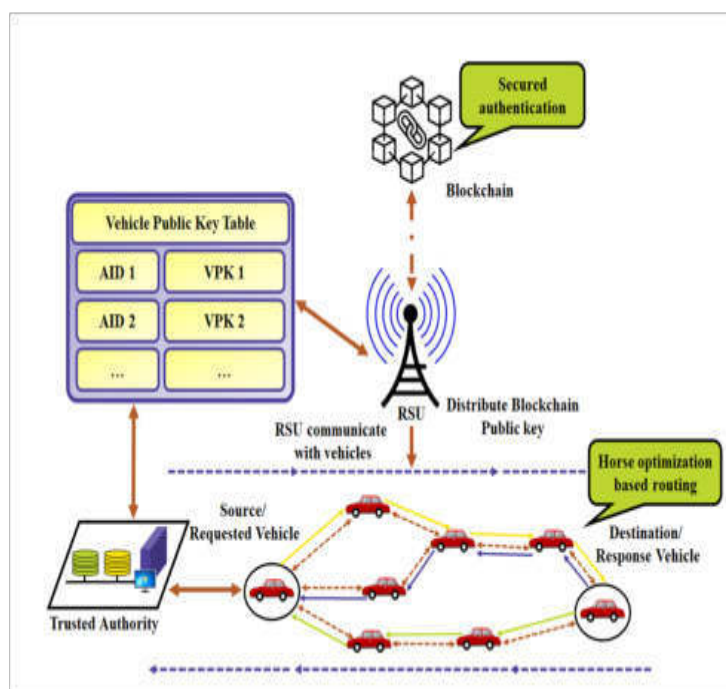 Secured
authentication
Blockchain
Vehicle Public Key Table
AID 1
VPK 1
AID 2
VPK 2
...
...
RSU
Distribute Blockchain
Public key
RSU communicate
with vehicles
Horse optimization
based routing
Source/
Requested Vehicle
Destination/
Response Vehicle
Trusted Authority